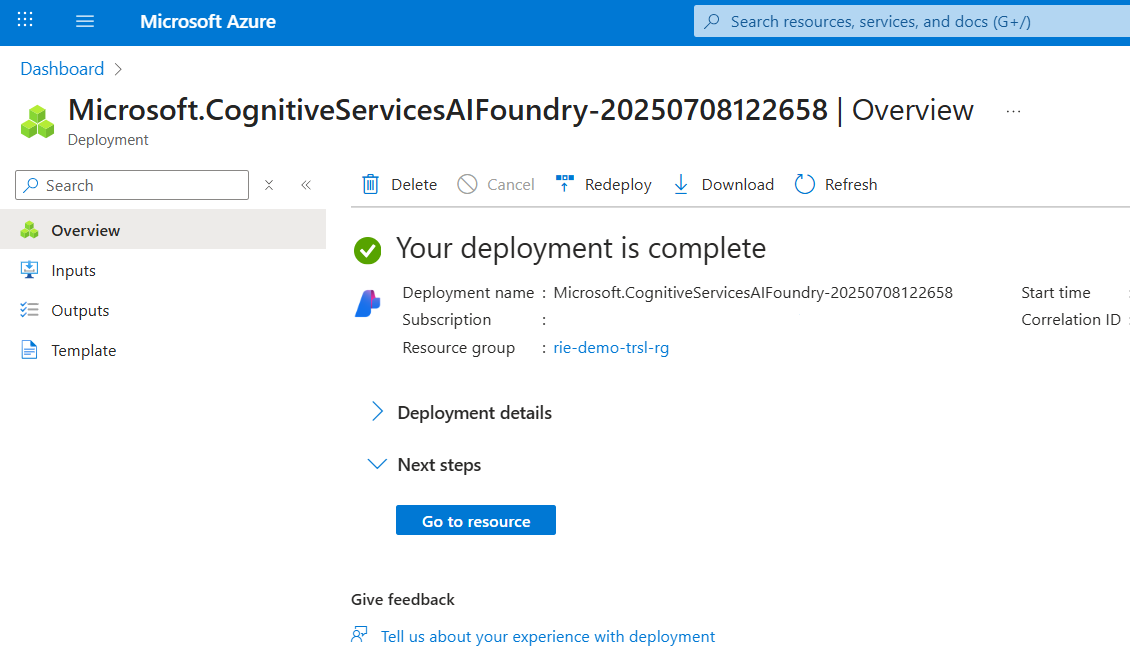 Microsoft Azure
Search resources, services, and docs (G+/)
Dashboard
Microsoft.CognitiveServicesAIFoundry-20250708122658 | Overview ...
Deployment
Search
Delete
Cancel
Redeploy
Download
Refresh
Overview
Inputs
Outputs
Template
Your deployment is complete
Deployment name : Microsoft.CognitiveServicesAIFoundry-20250708122658
Start time :
Subscription :
Correlation ID :
Resource group : rie-demo-trsl-rg
Deployment details
Next steps
Go to resource
Give feedback
Tell us about your experience with deployment